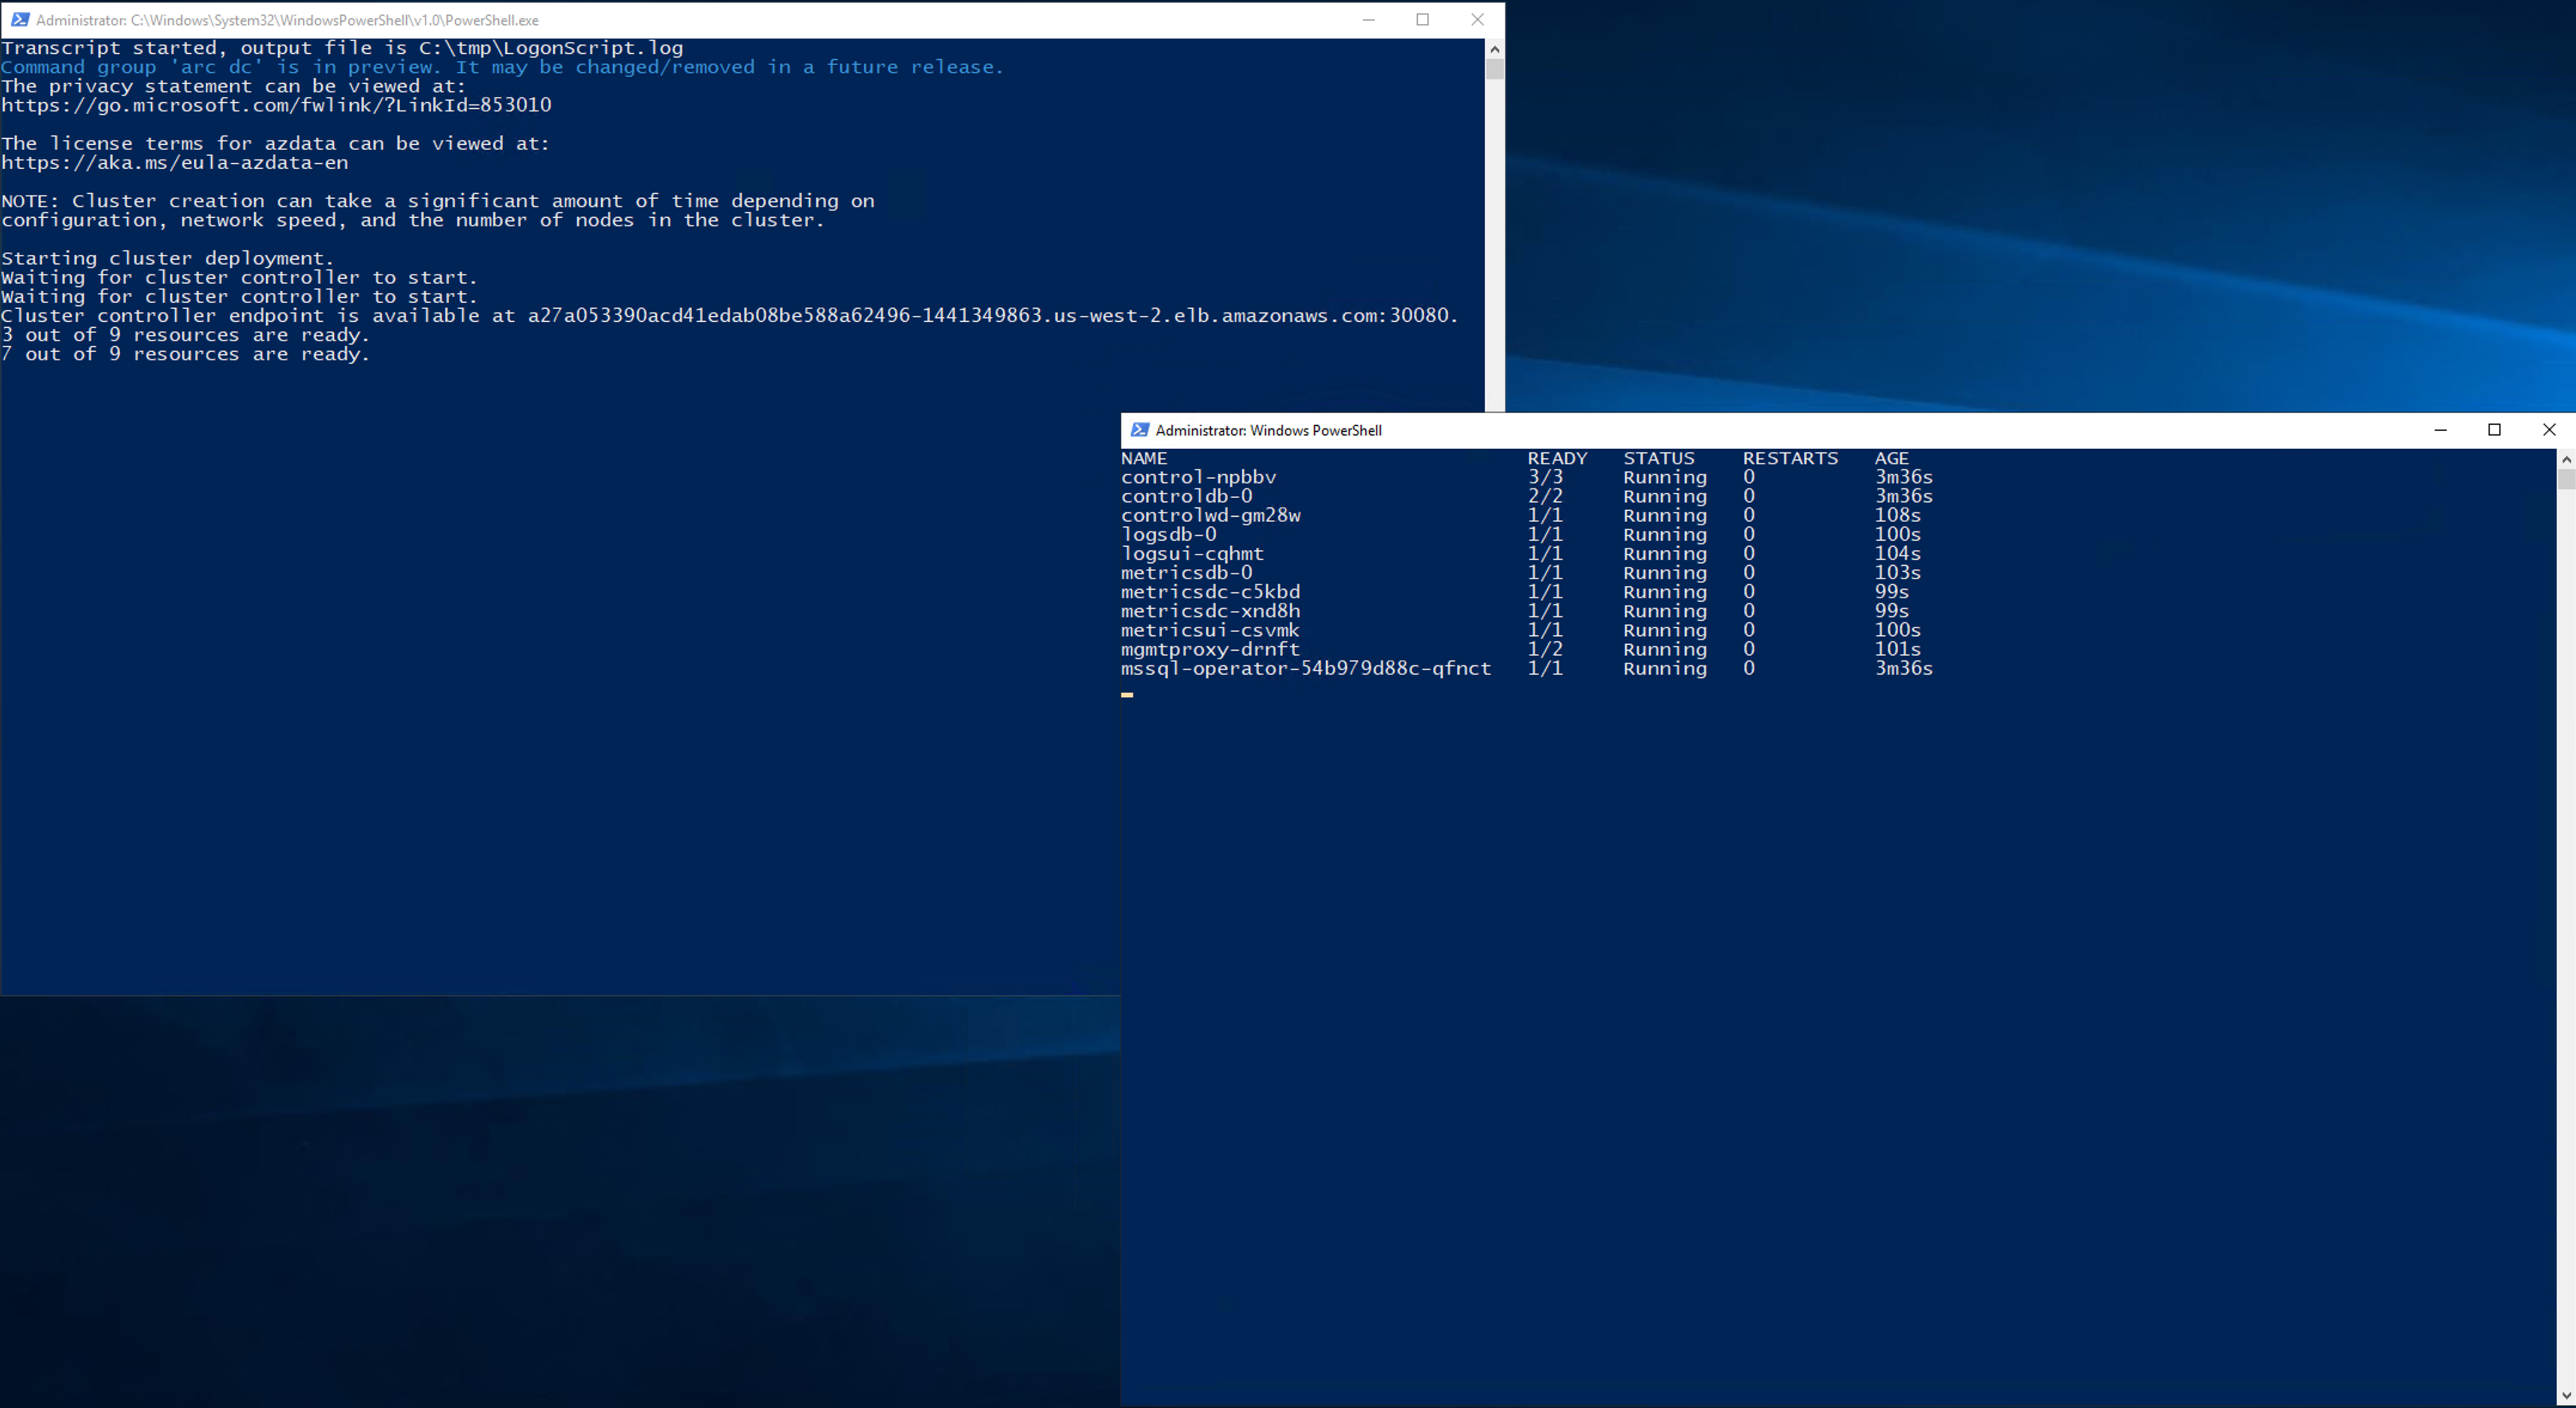 Administrator: C:\Windows\System32\WindowsPowerShell\v1.0\PowerShell.exe
Transcript started, output file is C:\tmp\LogonScript.log
Command group 'arc dc' is in preview. It may be changed/removed in a future release.
The privacy statement can be viewed at:
https://go.microsoft.com/fwlink/?LinkId=853010
The license terms for azdata can be viewed at:
https://aka.ms/eula-azdata-en
NOTE: Cluster creation can take a significant amount of time depending on
configuration, network speed, and the number of nodes in the cluster.
Starting cluster deployment.
Waiting for cluster controller to start.
Waiting for cluster controller to start.
Cluster controller endpoint is available at a27a053390acd41edab08be588a62496-1441349863.us-west-2.elb.amazonaws.com:30080.
3 out of 9 resources are ready.
7 out of 9 resources are ready.
Administrator: Windows PowerShell
NAME READY STATUS RESTARTS AGE
control-npbbv 3/3 Running 0 3m36s
controldb-0 2/2 Running 0 3m36s
controlwd-gm28w 1/1 Running 0 108s
logsdb-0 1/1 Running 0 100s
logsui-cqhmt 1/1 Running 0 104s
metricsdb-0 1/1 Running 0 103s
metricsdc-c5kbd 1/1 Running 0 99s
metricsdc-xnd8h 1/1 Running 0 99s
metricsui-csvmk 1/1 Running 0 100s
mgmtproxy-drnft 1/2 Running 0 101s
mssql-operator-54b979d88c-qfnct 1/1 Running 0 3m36s